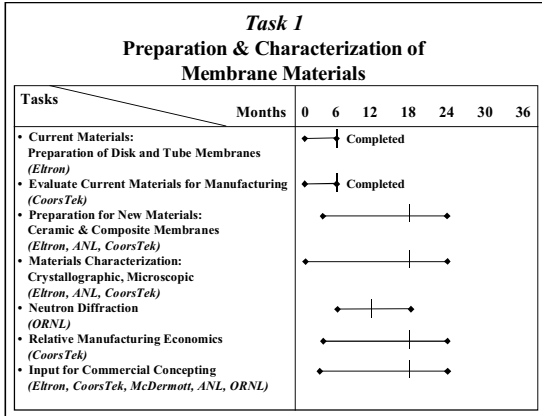 Task 1
Preparation & Characterization of
Membrane Materials
Tasks
Months 0 6 12 18 24 30 36
• Current Materials:
Preparation of Disk and Tube Membranes
(Eltron)
Completed
• Evaluate Current Materials for Manufacturing
(CoorsTek)
Completed
• Preparation for New Materials:
Ceramic & Composite Membranes
(Eltron, ANL, CoorsTek)
• Materials Characterization:
Crystallographic, Microscopic
(Eltron, ANL, CoorsTek)
• Neutron Diffraction
(ORNL)
• Relative Manufacturing Economics
(CoorsTek)
• Input for Commercial Concepting
(Eltron, CoorsTek, McDermott, ANL, ORNL)